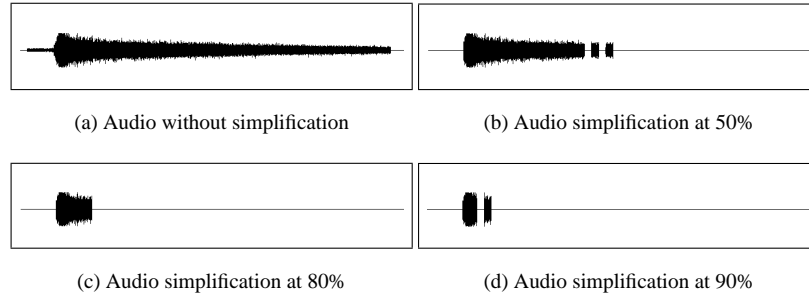 (a) Audio without simplification
(b) Audio simplification at 50%
(c) Audio simplification at 80%
(d) Audio simplification at 90%